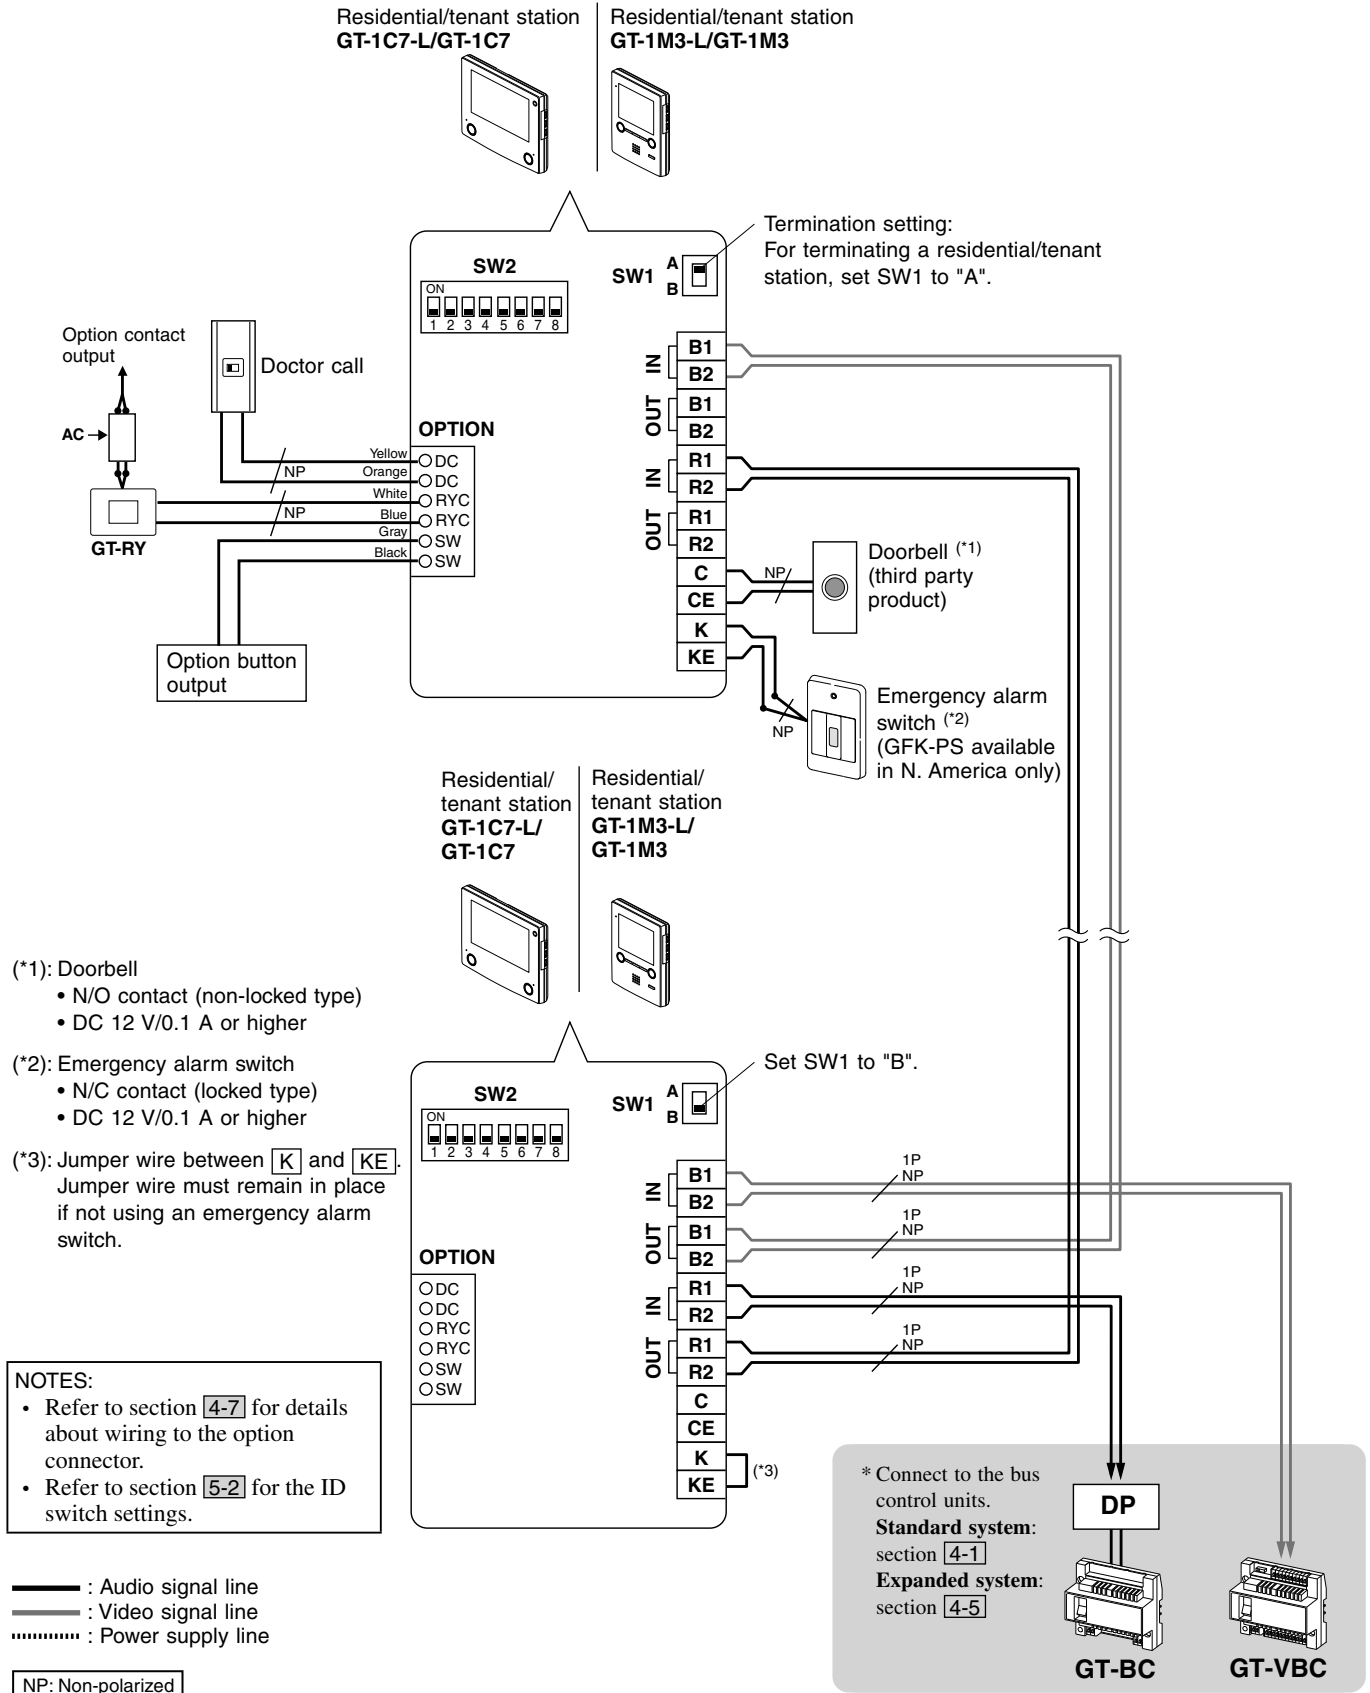 Residential/tenant station
GT-1C7-L/GT-1C7
Residential/tenant station
GT-1M3-L/GT-1M3
Termination setting:
For terminating a residential/tenant
station, set SW1 to "A".
SW2
ON
1 2 3 4 5 6 7 8
SW1
A
B
Option contact
output
Doctor call
AC
GT-RY
NP
NP
Yellow
Orange
White
Blue
Gray
Black
OPTION
DC
DC
RYC
RYC
SW
SW
Option button
output
IN
B1
B2
OUT
B1
B2
IN
R1
R2
OUT
R1
R2
C
CE
K
KE
NP
Doorbell (*1)
(third party
product)
NP
Emergency alarm
switch (*2)
(GFK-PS available
in N. America only)
Residential/
tenant station
GT-1C7-L/
GT-1C7
Residential/
tenant station
GT-1M3-L/
GT-1M3
(*1): Doorbell
• N/O contact (non-locked type)
• DC 12 V/0.1 A or higher
(*2): Emergency alarm switch
• N/C contact (locked type)
• DC 12 V/0.1 A or higher
(*3): Jumper wire between K and KE.
Jumper wire must remain in place
if not using an emergency alarm
switch.
Set SW1 to "B".
SW2
ON
1 2 3 4 5 6 7 8
SW1
A
B
OPTION
DC
DC
RYC
RYC
SW
SW
IN
B1
B2
OUT
B1
B2
IN
R1
R2
OUT
R1
R2
C
CE
K
KE
(*3)
1P
NP
1P
NP
1P
NP
1P
NP
NOTES:
• Refer to section 4-7 for details
about wiring to the option
connector.
• Refer to section 5-2 for the ID
switch settings.
* Connect to the bus
control units.
Standard system:
section 4-1
Expanded system:
section 4-5
DP
GT-BC
GT-VBC
: Audio signal line
: Video signal line
: Power supply line
NP: Non-polarized